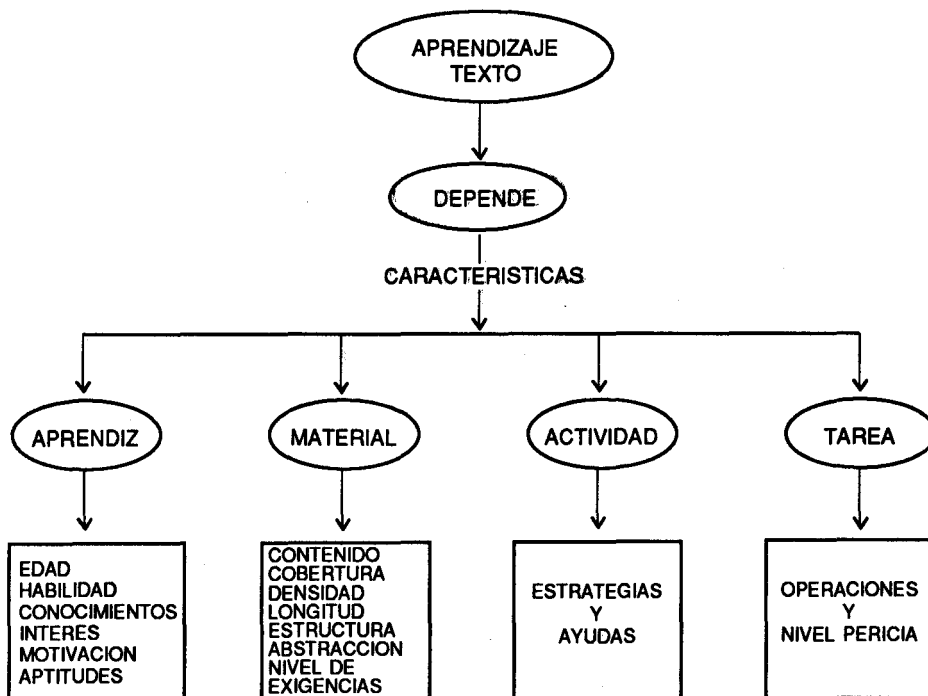 APRENDIZAJE
TEXTO
DEPENDE
CARACTERISTICAS
APRENDIZ
MATERIAL
ACTIVIDAD
TAREA
EDAD
HABILIDAD
CONOCIMIENTOS
INTERES
MOTIVACION
APTITUDES
CONTENIDO
COBERTURA
DENSIDAD
LONGITUD
ESTRUCTURA
ABSTRACCION
NIVEL DE
EXIGENCIAS
ESTRATEGIAS
Y
AYUDAS
OPERACIONES
Y
NIVEL PERICIA